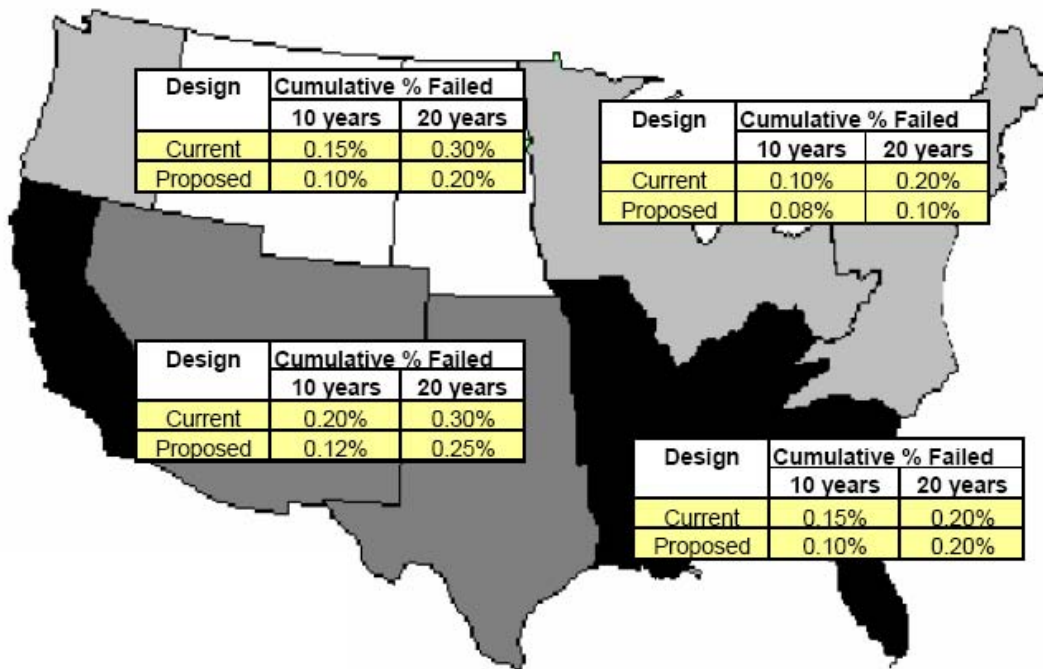 Design Cumulative % Failed
10 years 20 years
Current 0.15% 0.30%
Proposed 0.10% 0.20%
Design Cumulative % Failed
10 years 20 years
Current 0.10% 0.20%
Proposed 0.08% 0.10%
Design Cumulative % Failed
10 years 20 years
Current 0.20% 0.30%
Proposed 0.12% 0.25%
Design Cumulative % Failed
10 years 20 years
Current 0.15% 0.20%
Proposed 0.10% 0.20%